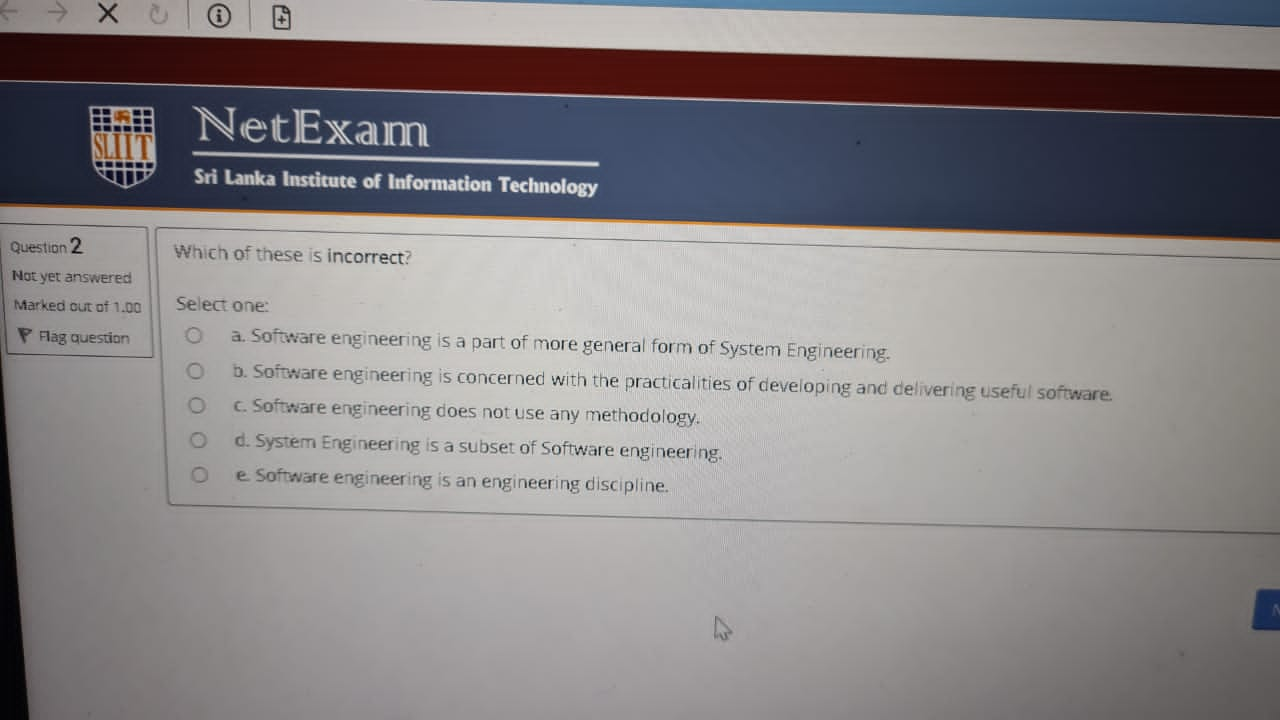 SLIIT
NetExam
Sri Lanka Institute of Information Technology
Question 2
Not yet answered
Marked out of 1.00
Flag question
Which of these is incorrect?
Select one:
a. Software engineering is a part of more general form of System Engineering.
b. Software engineering is concerned with the practicalities of developing and delivering useful software.
c. Software engineering does not use any methodology.
d. System Engineering is a subset of Software engineering.
e. Software engineering is an engineering discipline.